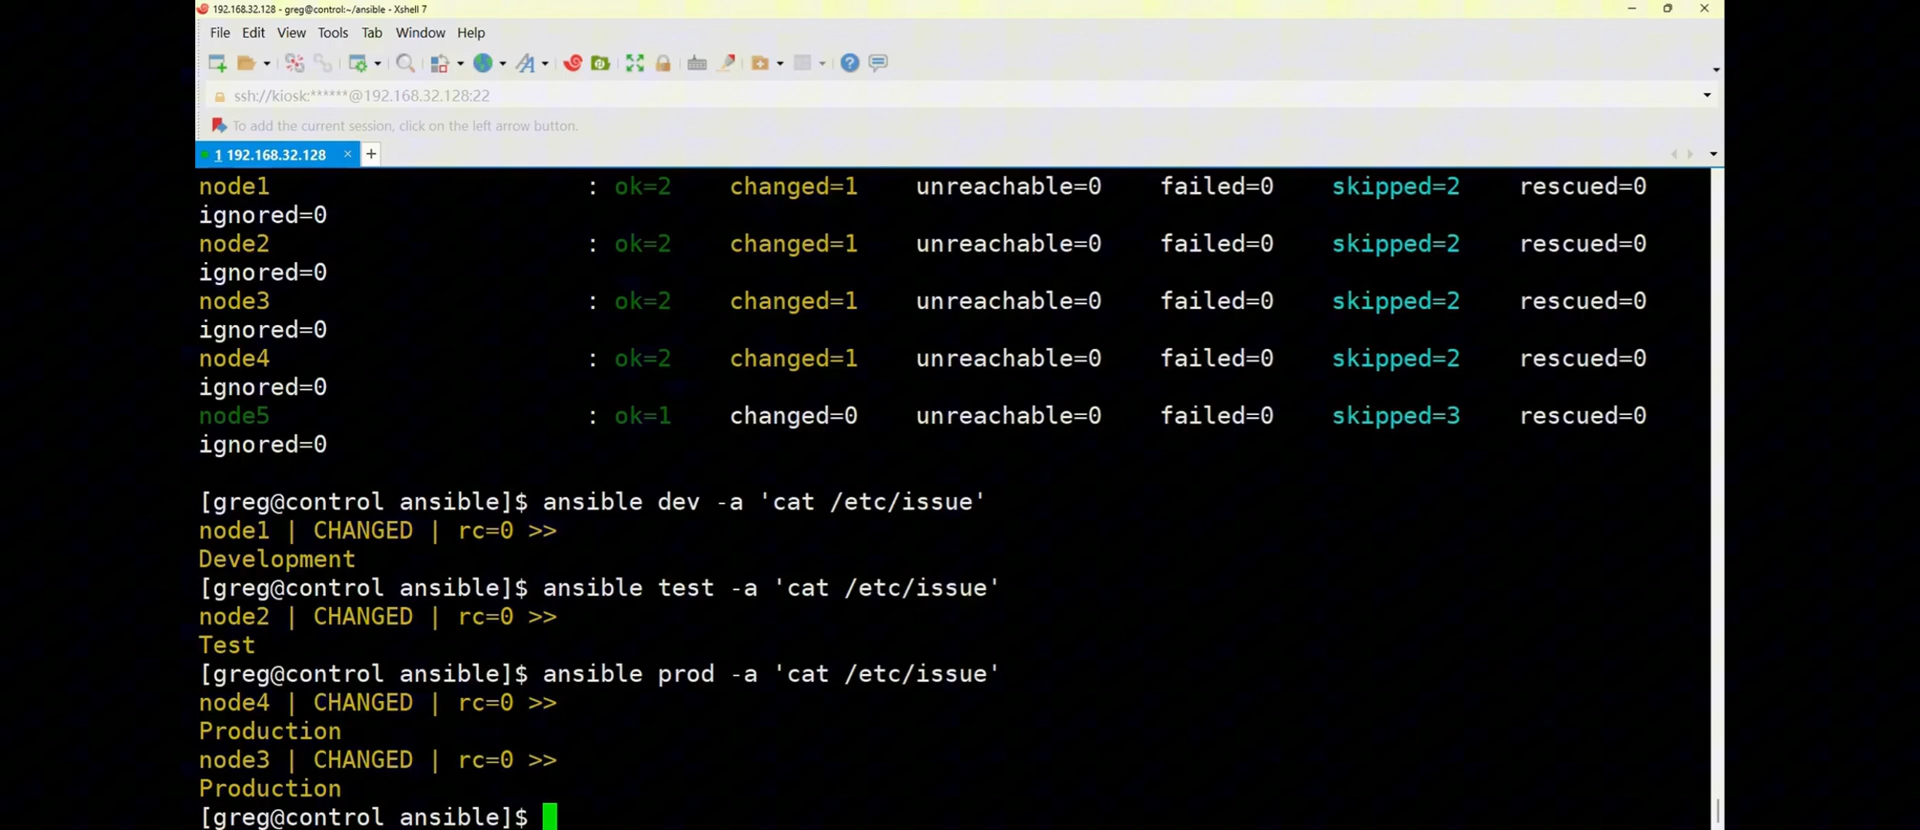 192.168.32.128 - greg@control:~/ansible - Xshell 7
File Edit View Tools Tab Window Help
ssh://kiosk:******@192.168.32.128:22
To add the current session, click on the left arrow button.
1 192.168.32.128 × +
node1 : ok=2 changed=1 unreachable=0 failed=0 skipped=2 rescued=0
ignored=0
node2 : ok=2 changed=1 unreachable=0 failed=0 skipped=2 rescued=0
ignored=0
node3 : ok=2 changed=1 unreachable=0 failed=0 skipped=2 rescued=0
ignored=0
node4 : ok=2 changed=1 unreachable=0 failed=0 skipped=2 rescued=0
ignored=0
node5 : ok=1 changed=0 unreachable=0 failed=0 skipped=3 rescued=0
ignored=0
[greg@control ansible]$ ansible dev -a 'cat /etc/issue'
node1 | CHANGED | rc=0 >>
Development
[greg@control ansible]$ ansible test -a 'cat /etc/issue'
node2 | CHANGED | rc=0 >>
Test
[greg@control ansible]$ ansible prod -a 'cat /etc/issue'
node4 | CHANGED | rc=0 >>
Production
node3 | CHANGED | rc=0 >>
Production
[greg@control ansible]$